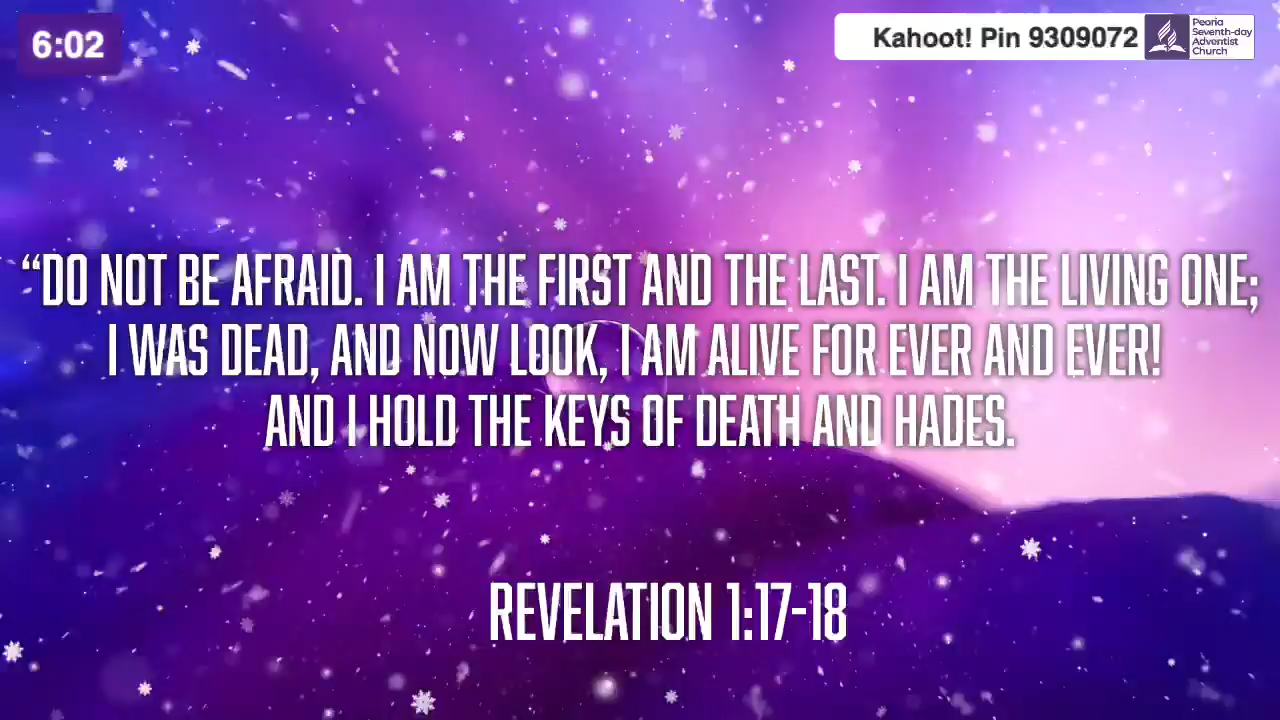 6:02
Kahoot! Pin 9309072
Peoria
Seventh-day
Adventist
Church
“DO NOT BE AFRAID. I AM THE FIRST AND THE LAST. I AM THE LIVING ONE;
I WAS DEAD, AND NOW LOOK, I AM ALIVE FOR EVER AND EVER!
AND I HOLD THE KEYS OF DEATH AND HADES.
REVELATION 1:17-18